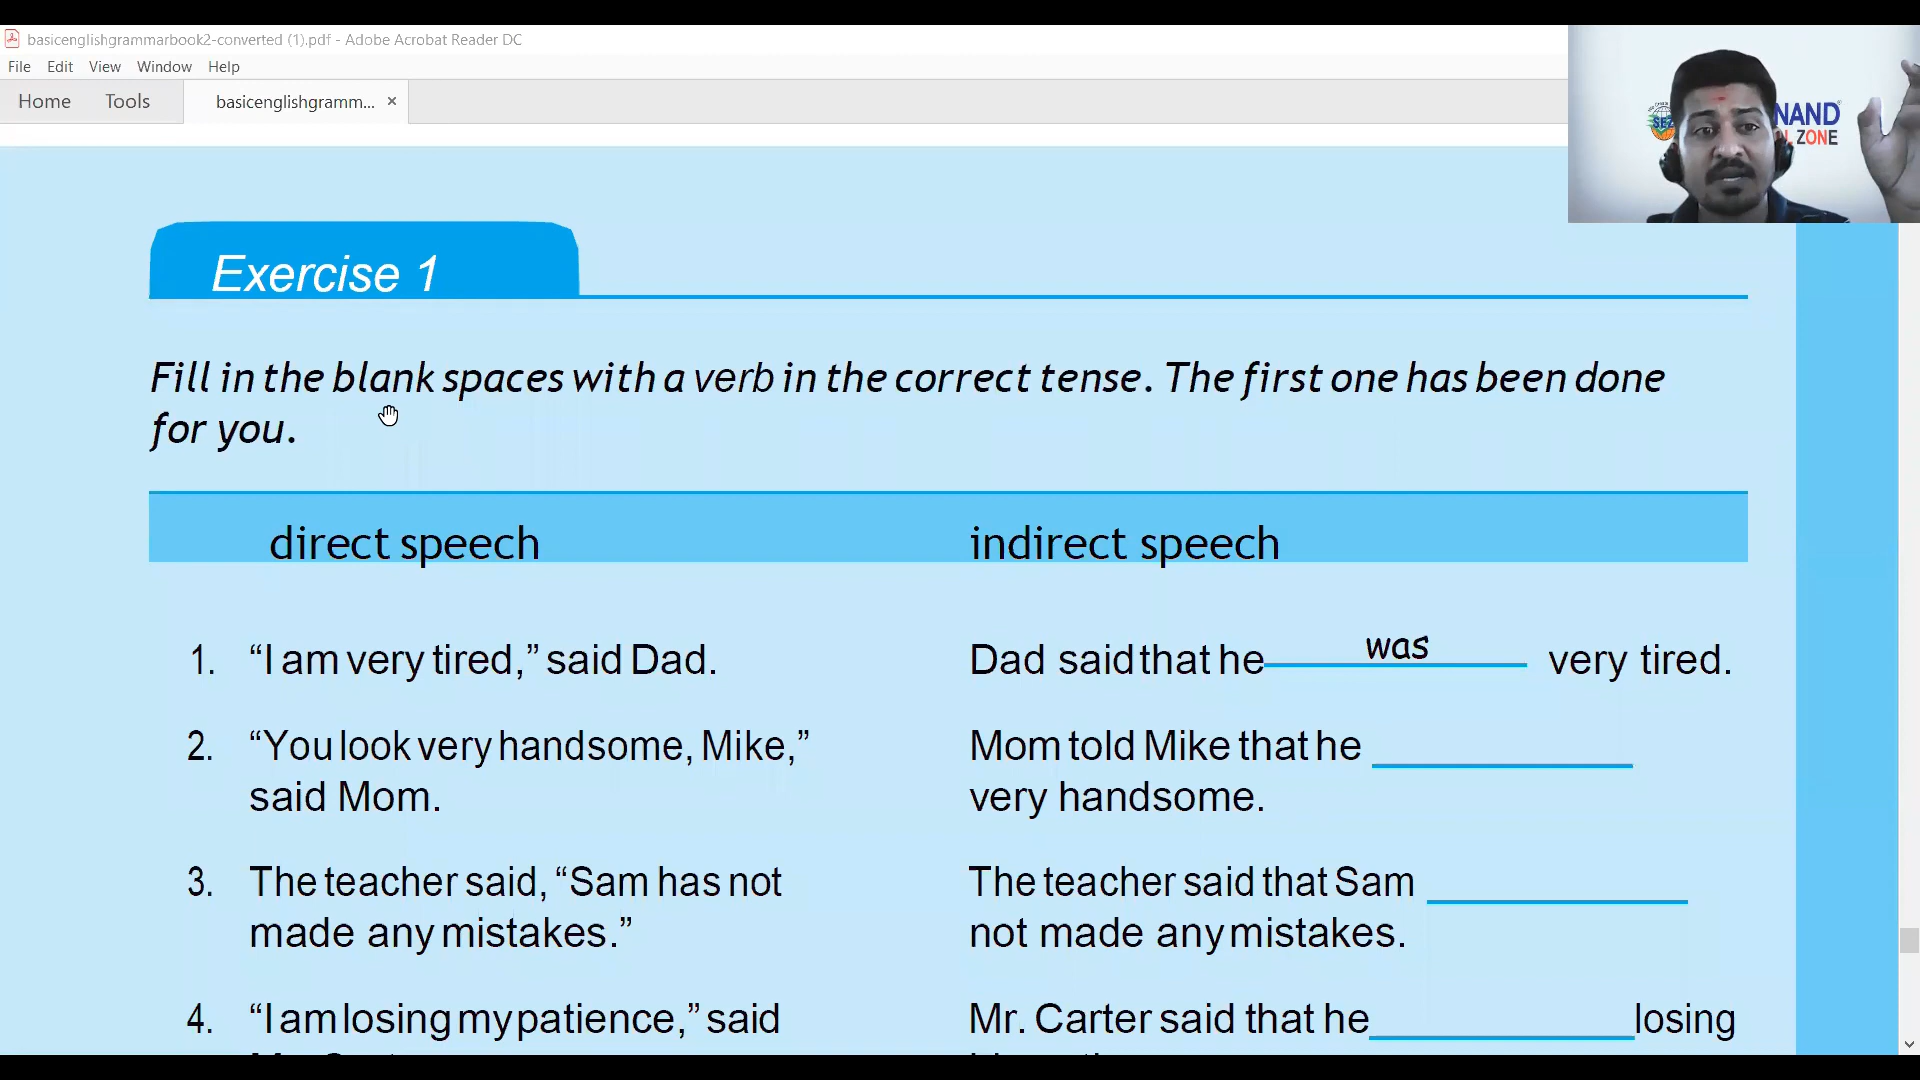 basicenglishgrammarbook2-converted (1).pdf - Adobe Acrobat Reader DC
File Edit View Window Help
Home Tools basicenglishgramm... ×
NAND
ZONE
Exercise 1
Fill in the blank spaces with a verb in the correct tense. The first one has been done
for you.
direct speech indirect speech
1. “I am very tired,” said Dad. Dad said that he was very tired.
2. “You look very handsome, Mike,” Mom told Mike that he
said Mom. very handsome.
3. The teacher said, “Sam has not The teacher said that Sam
made any mistakes.” not made any mistakes.
4. “I am losing my patience,” said Mr. Carter said that he losing